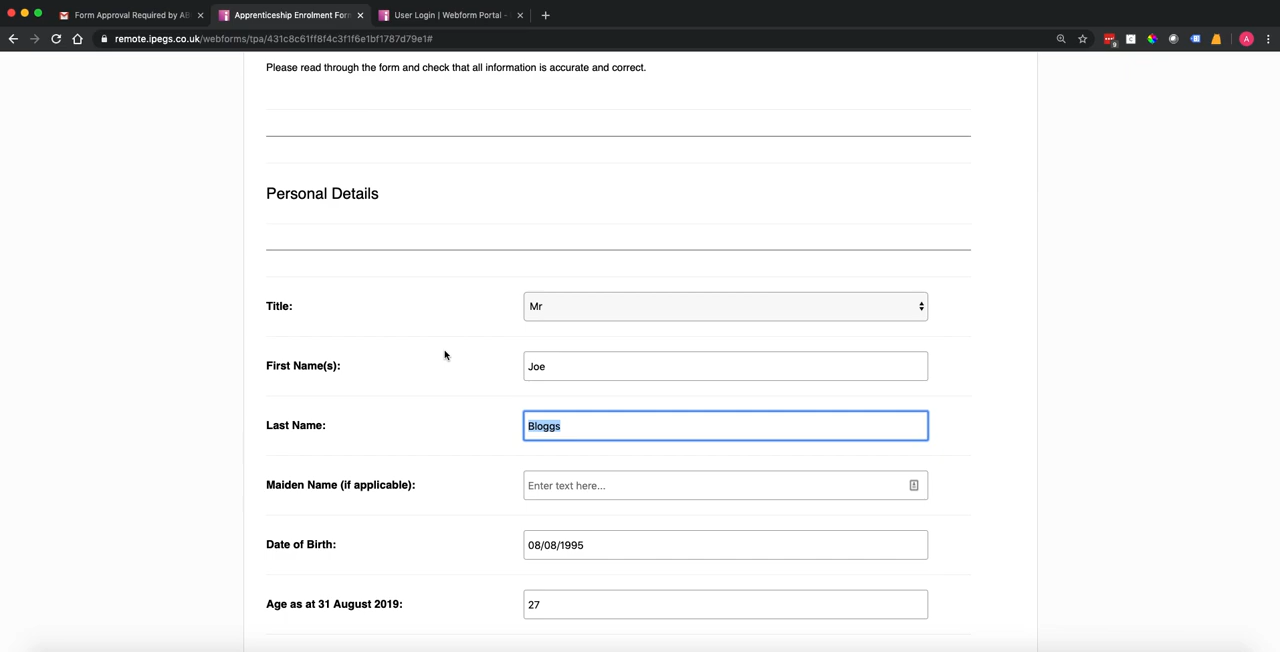 Form Approval Required by AB
Apprenticeship Enrolment For
User Login | Webform Portal -
remote.ipegs.co.uk/webforms/tpa/431c8c61ff8f4c3f1f6e1bf1787d79e1#
9
C
A
Please read through the form and check that all information is accurate and correct.
Personal Details
Title:
Mr
First Name(s):
Joe
Last Name:
Bloggs
Maiden Name (if applicable):
Enter text here...
Date of Birth:
08/08/1995
Age as at 31 August 2019:
27